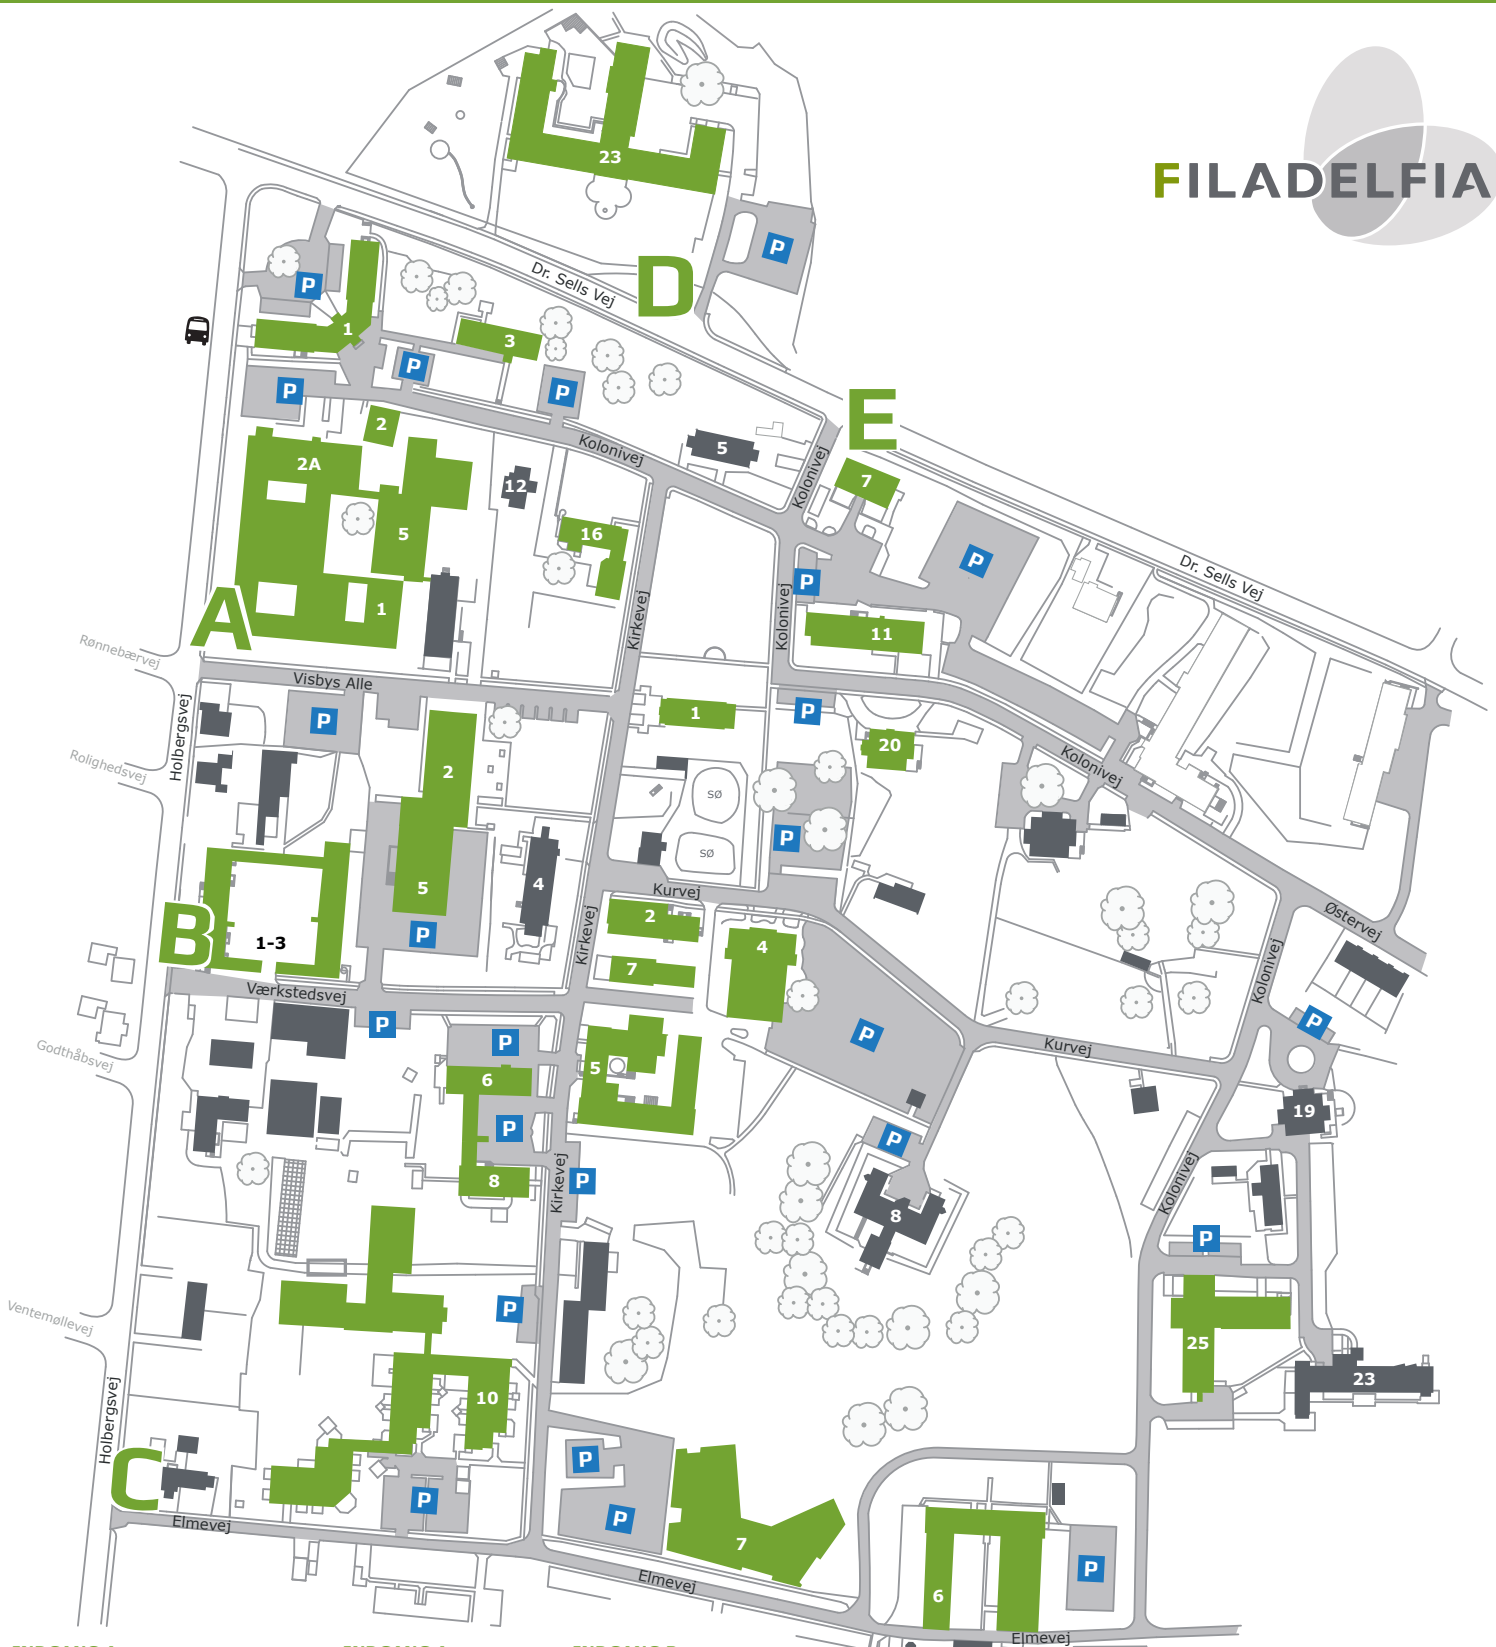 23
FILADELFIA
P
D
Dr. Sells Vej
P
1
3
P
P
P
E
2
Kolonivej
5
2A
Kolonivej
7
12
5
16
P
Dr. Sells Vej
P
A
1
Kirkevej
Kolonivej
11
Rønnebærvej
Visbys Alle
Holbergsvej
P
1
P
20
2
Kolonivej
Rolighedsvej
SØ
P
SØ
5
4
Kurvej
B
1-3
P
2
4
Østervej
Kirkevej
7
Kolonivej
Værkstedsvej
P
P
P
P
Kurvej
Godthåbsvej
5
6
P
19
P
8
Kirkevej
P
Kolonivej
8
P
Ventemøllevej
P
25
23
10
Holbergsvej
C
P
P
P
Elmevej
7
Elmevej
6
P
Elmevej